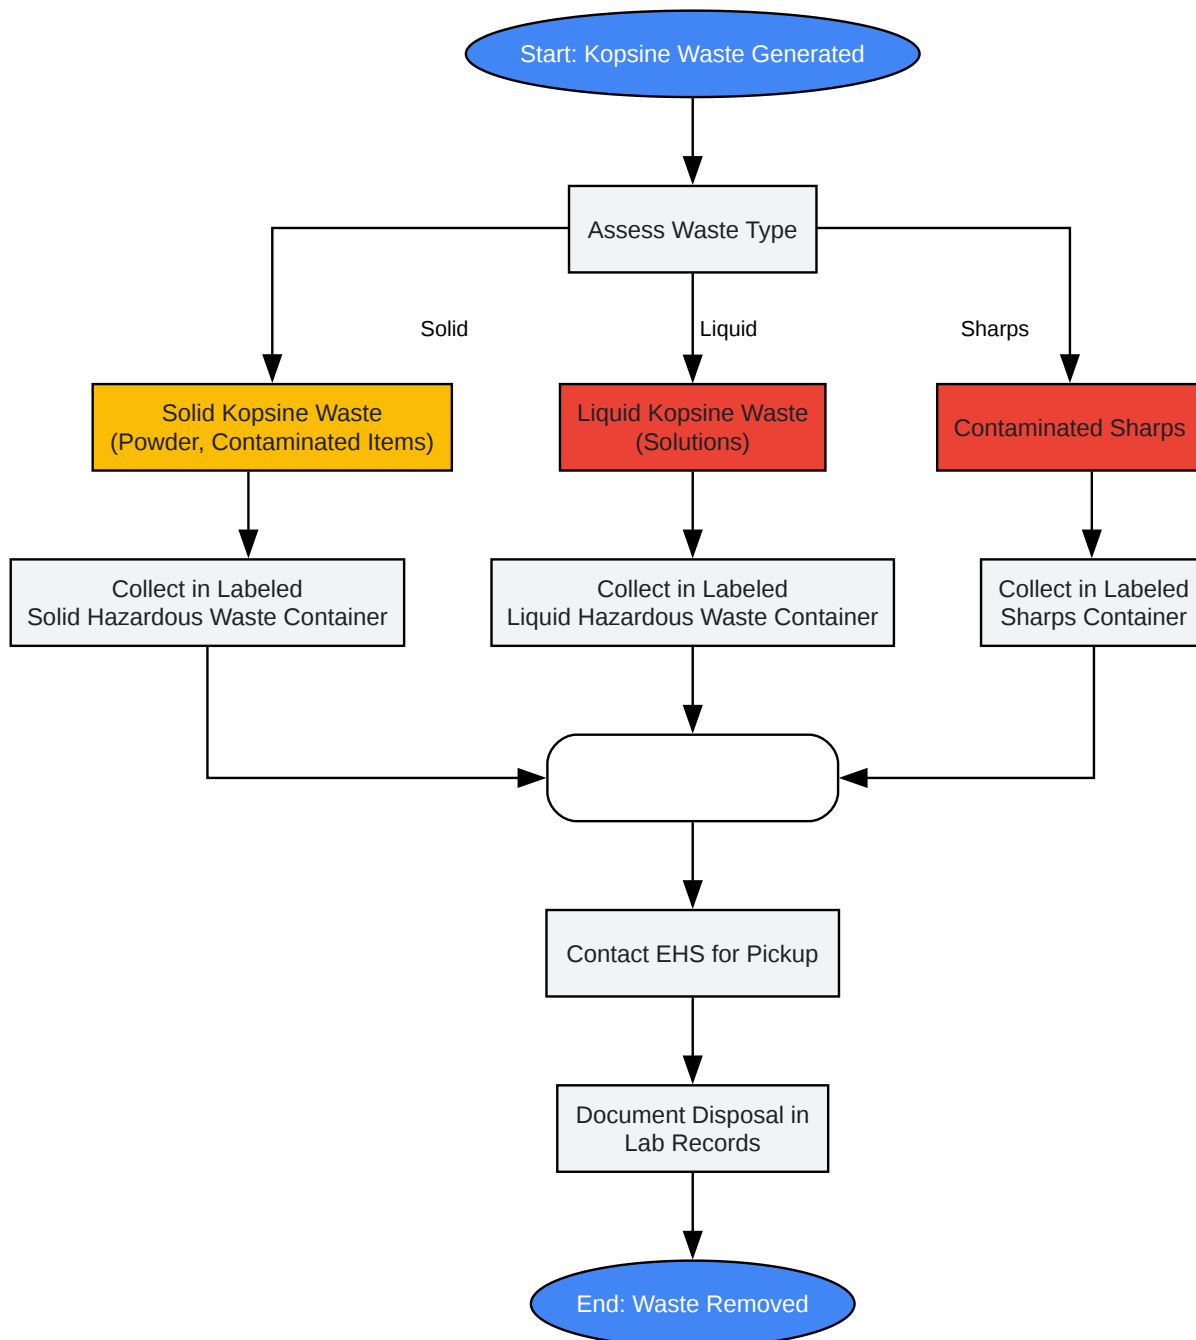 Start: Kopsine Waste Generated
Assess Waste Type
Solid
Liquid
Sharps
Solid Kopsine Waste
(Powder, Contaminated Items)
Liquid Kopsine Waste
(Solutions)
Contaminated Sharps
Collect in Labeled
Solid Hazardous Waste Container
Collect in Labeled
Liquid Hazardous Waste Container
Collect in Labeled
Sharps Container
Contact EHS for Pickup
Document Disposal in
Lab Records
End: Waste Removed